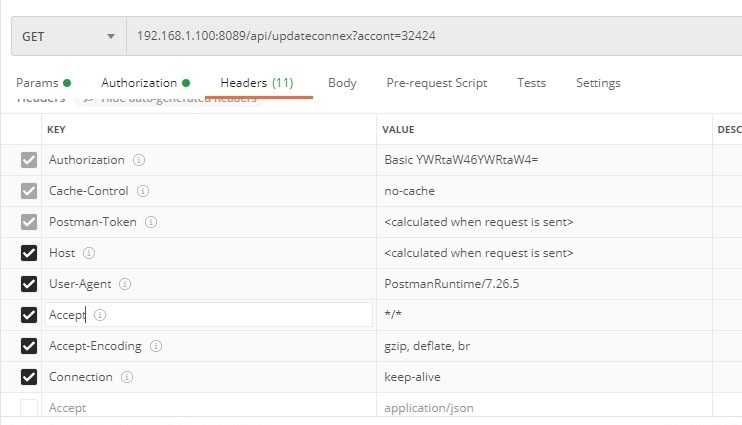 GET 192.168.1.100:8089/api/updateconnex?accont=32424
Params Authorization Headers (11) Body Pre-request Script Tests Settings
Headers Hide auto-generated headers
KEY VALUE DESC
Authorization Basic YWRtaW46YWRtaW4=
Cache-Control no-cache
Postman-Token <calculated when request is sent>
Host <calculated when request is sent>
User-Agent PostmanRuntime/7.26.5
Accept */*
Accept-Encoding gzip, deflate, br
Connection keep-alive
Accept application/json